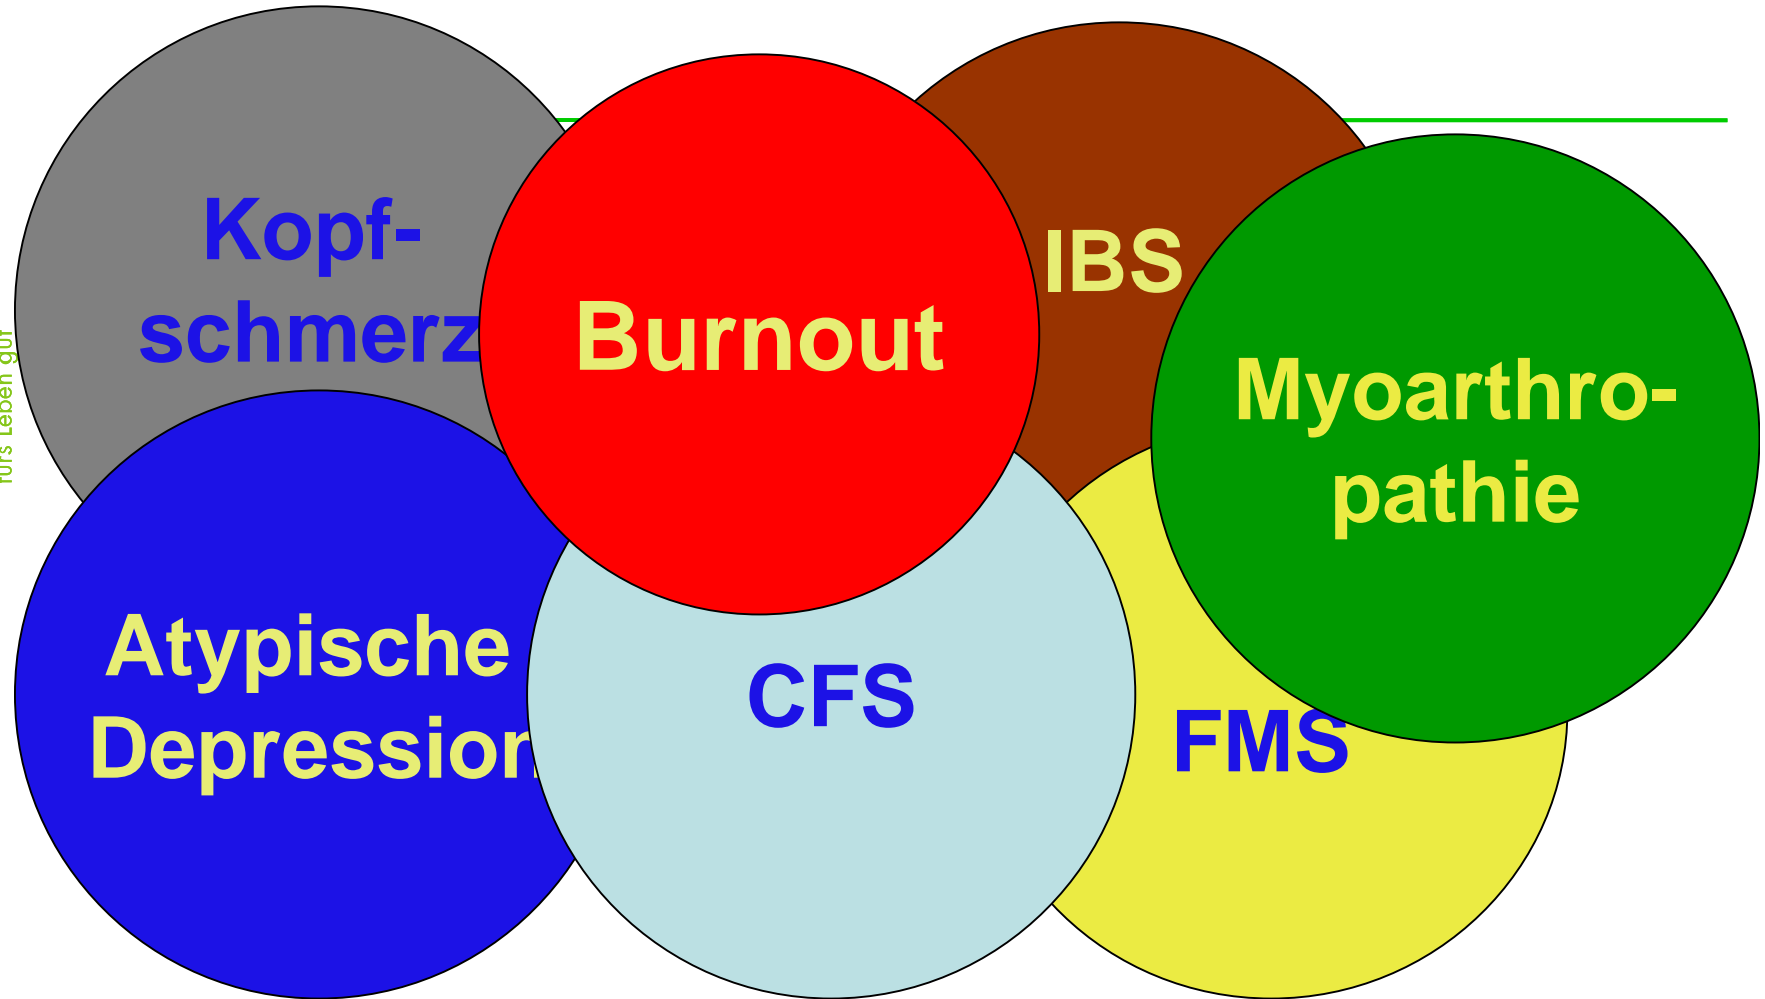 Kopf-
schmerz
Burnout
IBS
Myoarthro-
pathie
Atypische
Depression
CFS
FMS
fürs Leben gut